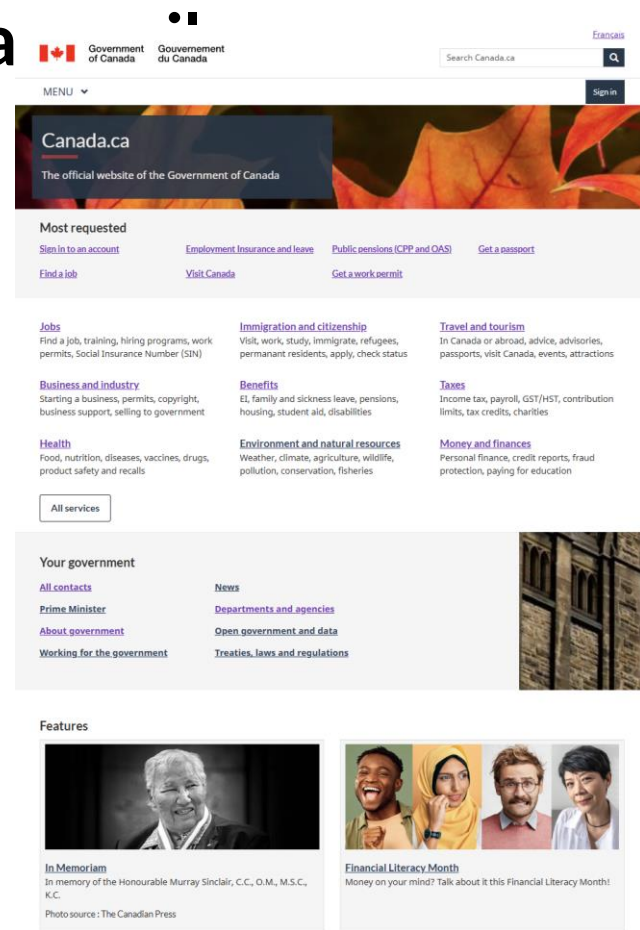 a
Français
Government of Canada
Gouvernement du Canada
Search Canada.ca
MENU
Sign in
Canada.ca
The official website of the Government of Canada
Most requested
Sign in to an account
Employment Insurance and leave
Public pensions (CPP and OAS)
Get a passport
Find a job
Visit Canada
Get a work permit
Jobs
Find a job, training, hiring programs, work
permits, Social Insurance Number (SIN)
Immigration and citizenship
Visit, work, study, immigrate, refugees,
permanant residents, apply, check status
Travel and tourism
In Canada or abroad, advice, advisories,
passports, visit Canada, events, attractions
Business and industry
Starting a business, permits, copyright,
business support, selling to government
Benefits
EI, family and sickness leave, pensions,
housing, student aid, disabilities
Taxes
Income tax, payroll, GST/HST, contribution
limits, tax credits, charities
Health
Food, nutrition, diseases, vaccines, drugs,
product safety and recalls
Environment and natural resources
Weather, climate, agriculture, wildlife,
pollution, conservation, fisheries
Money and finances
Personal finance, credit reports, fraud
protection, paying for education
All services
Your government
All contacts
News
Prime Minister
Departments and agencies
About government
Open government and data
Working for the government
Treaties, laws and regulations
Features
In Memoriam
In memory of the Honourable Murray Sinclair, C.C., O.M., M.S.C.,
K.C.
Photo source : The Canadian Press
Financial Literacy Month
Money on your mind? Talk about it this Financial Literacy Month!